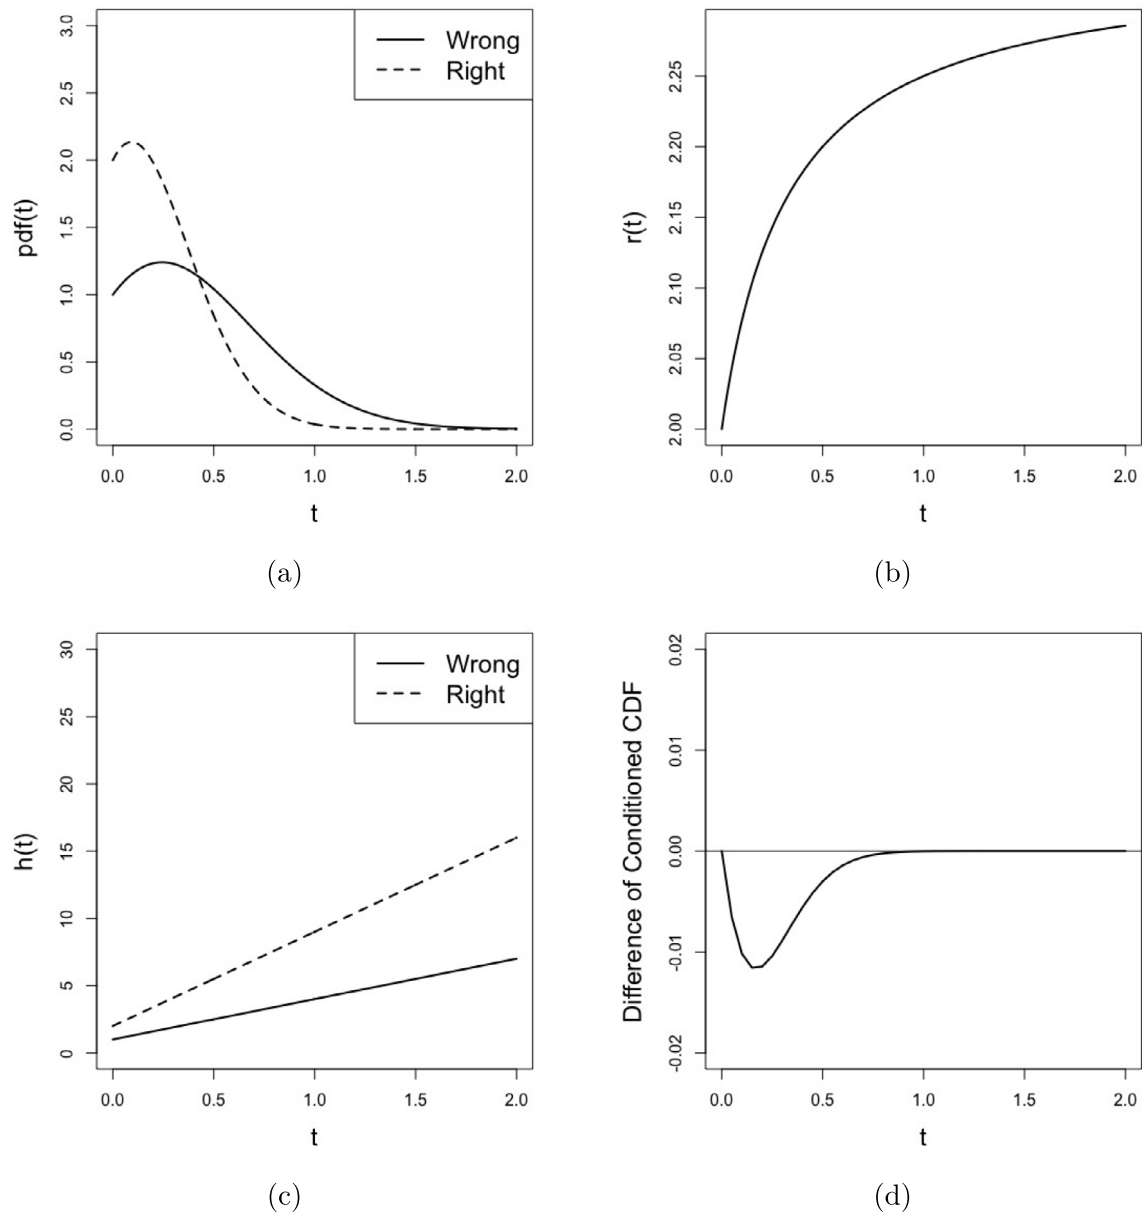 3.0
2.5
2.0
1.5
1.0
0.5
0.0
pdf(t)
Wrong
Right
0.0 0.5 1.0 1.5 2.0
t
(a)
2.25
2.20
2.15
2.10
2.05
2.00
r(t)
0.0 0.5 1.0 1.5 2.0
t
(b)
30
25
20
15
10
5
0
h(t)
Wrong
Right
0.0 0.5 1.0 1.5 2.0
t
(c)
0.02
0.01
0.00
-0.01
-0.02
Difference of Conditioned CDF
0.0 0.5 1.0 1.5 2.0
t
(d)